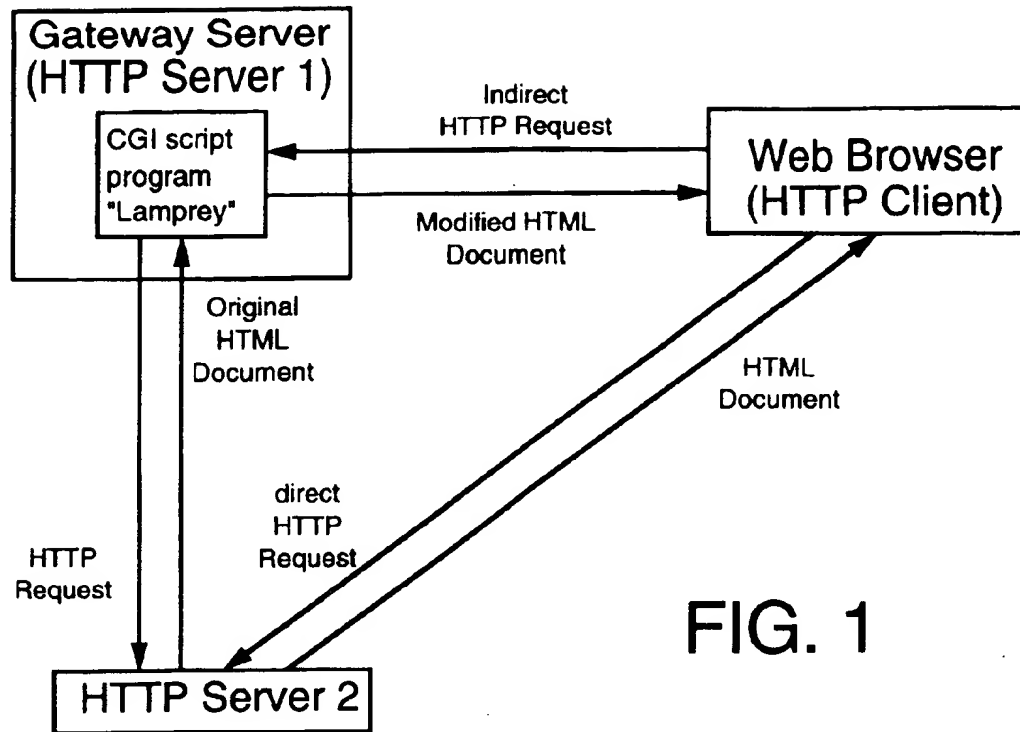 Gateway Server
(HTTP Server 1)
CGI script
program
"Lamprey"
Indirect
HTTP Request
Web Browser
(HTTP Client)
Modified HTML
Document
Original
HTML
Document
HTML
Document
direct
HTTP
Request
HTTP
Request
FIG. 1
HTTP Server 2